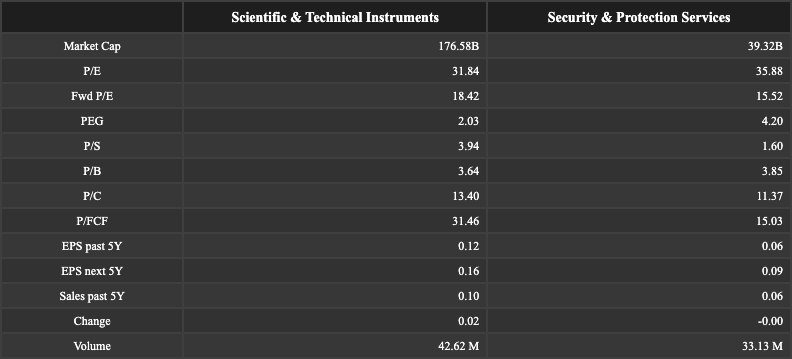 Scientific & Technical Instruments Security & Protection Services
Market Cap 176.58B 39.32B
P/E 31.84 35.88
Fwd P/E 18.42 15.52
PEG 2.03 4.20
P/S 3.94 1.60
P/B 3.64 3.85
P/C 13.40 11.37
P/FCF 31.46 15.03
EPS past 5Y 0.12 0.06
EPS next 5Y 0.16 0.09
Sales past 5Y 0.10 0.06
Change 0.02 -0.00
Volume 42.62 M 33.13 M